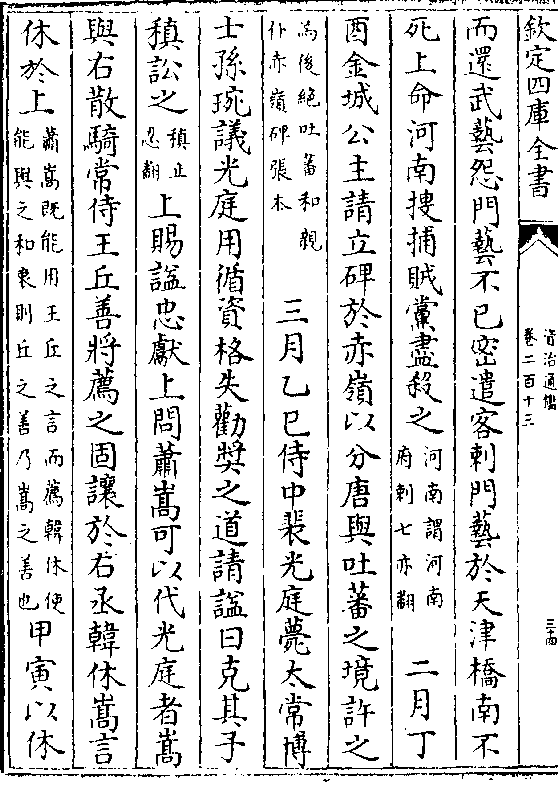 欽定四庫全書
資治通鑑
卷二百十三
三十四
而還武藝怨門藝不已密遣客刺門藝於天津橋南不
死上命河南搜捕賊黨盡殺之
河南謂河南
府刺七亦翻
二月丁
酉金城公主請立碑於赤嶺以分唐與吐蕃之境許之
為後絶吐蕃和親
仆赤嶺碑張本
三月乙巳侍中裴光庭薨太常博
士孫琬議光庭用循資格失勸奬之道請諡曰克其子
稹訟之
稹止
忍翻
上賜諡忠獻上問蕭嵩可以代光庭者嵩
與右散騎常侍王丘善將薦之固讓於右丞韓休嵩言
休於上
蕭嵩既能用王丘之言而薦韓休使
能與之和衷則丘之善乃嵩之善也
甲寅以休